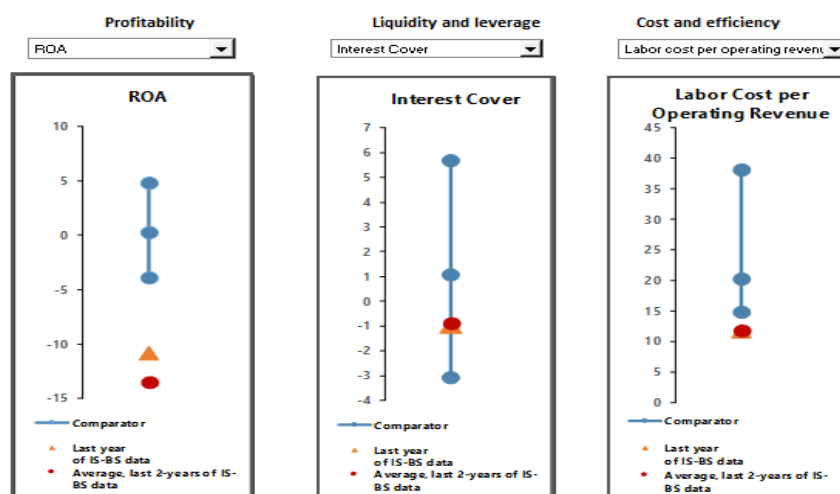 Profitability
Liquidity and leverage
Cost and efficiency
ROA
Interest Cover
Labor cost per operating revenu
ROA
10
5
0
-5
-10
-15
Comparator
Last year
of IS-BS data
Average, last 2-years of IS-
BS data
Interest Cover
7
6
5
4
3
2
1
0
-1
-2
-3
-4
Comparator
Last year
of IS-BS data
Average, last 2-years of IS-
BS data
Labor Cost per
Operating Revenue
45
40
35
30
25
20
15
10
5
0
Comparator
Last year
of IS-BS data
Average, last 2-years of IS-
BS data